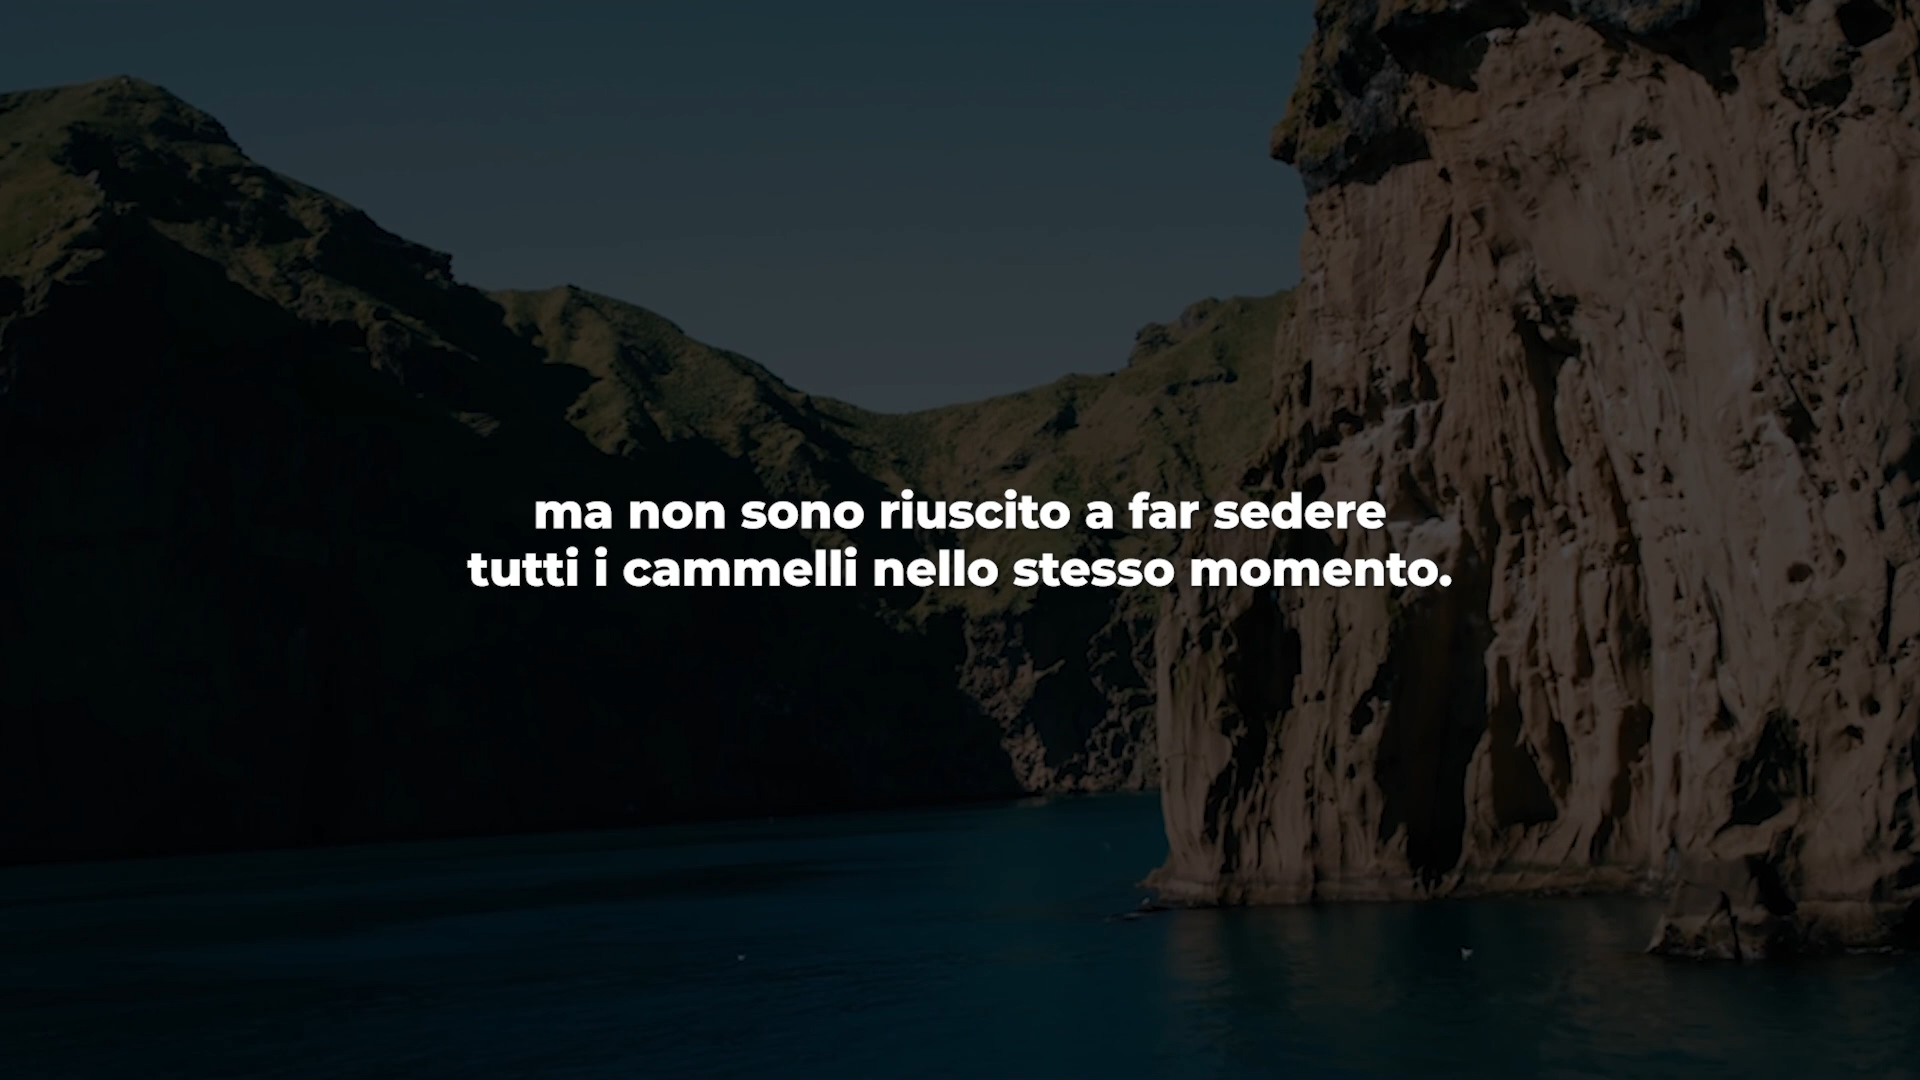 ma non sono riuscito a far sedere
tutti i cammelli nello stesso momento.